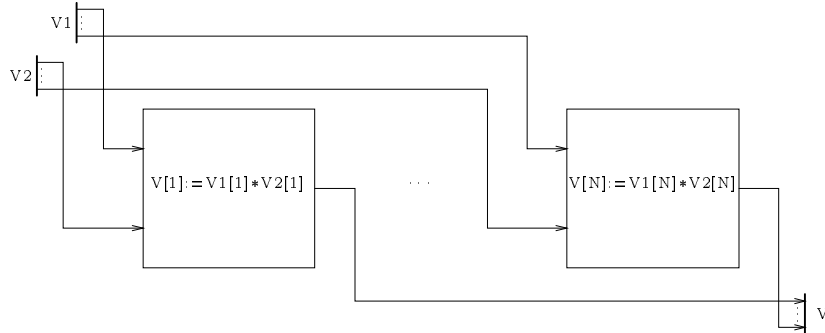 V1
V2
V[1]:=V1[1]*V2[1]
. . .
V[N]:=V1[N]*V2[N]
V